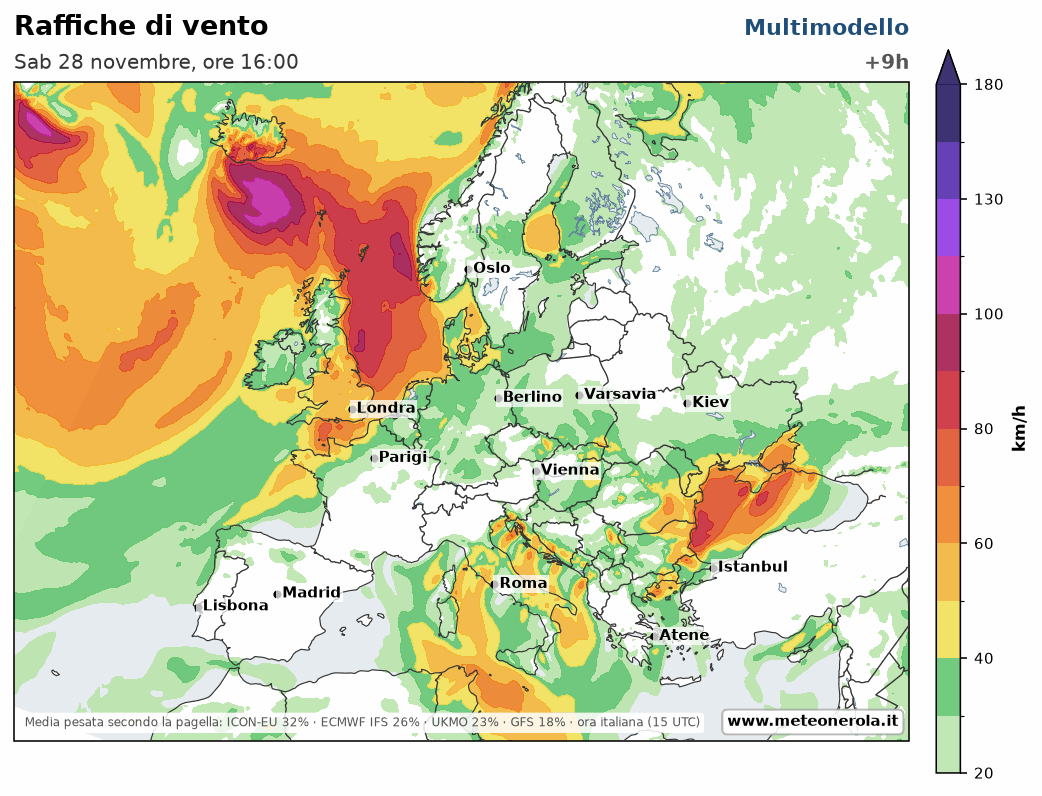 Raffiche di vento
Multimodello
Sab 28 novembre, ore 16:00
+9h
180
130
100
80
60
40
20
km/h
Oslo
Londra
Berlino
Varsavia
Kiev
Parigi
Vienna
Istanbul
Roma
Madrid
Lisbona
Atene
Media pesata secondo la pagella: ICON-EU 32% · ECMWF IFS 26% · UKMO 23% · GFS 18% · ora italiana (15 UTC)
www.meteonerola.it